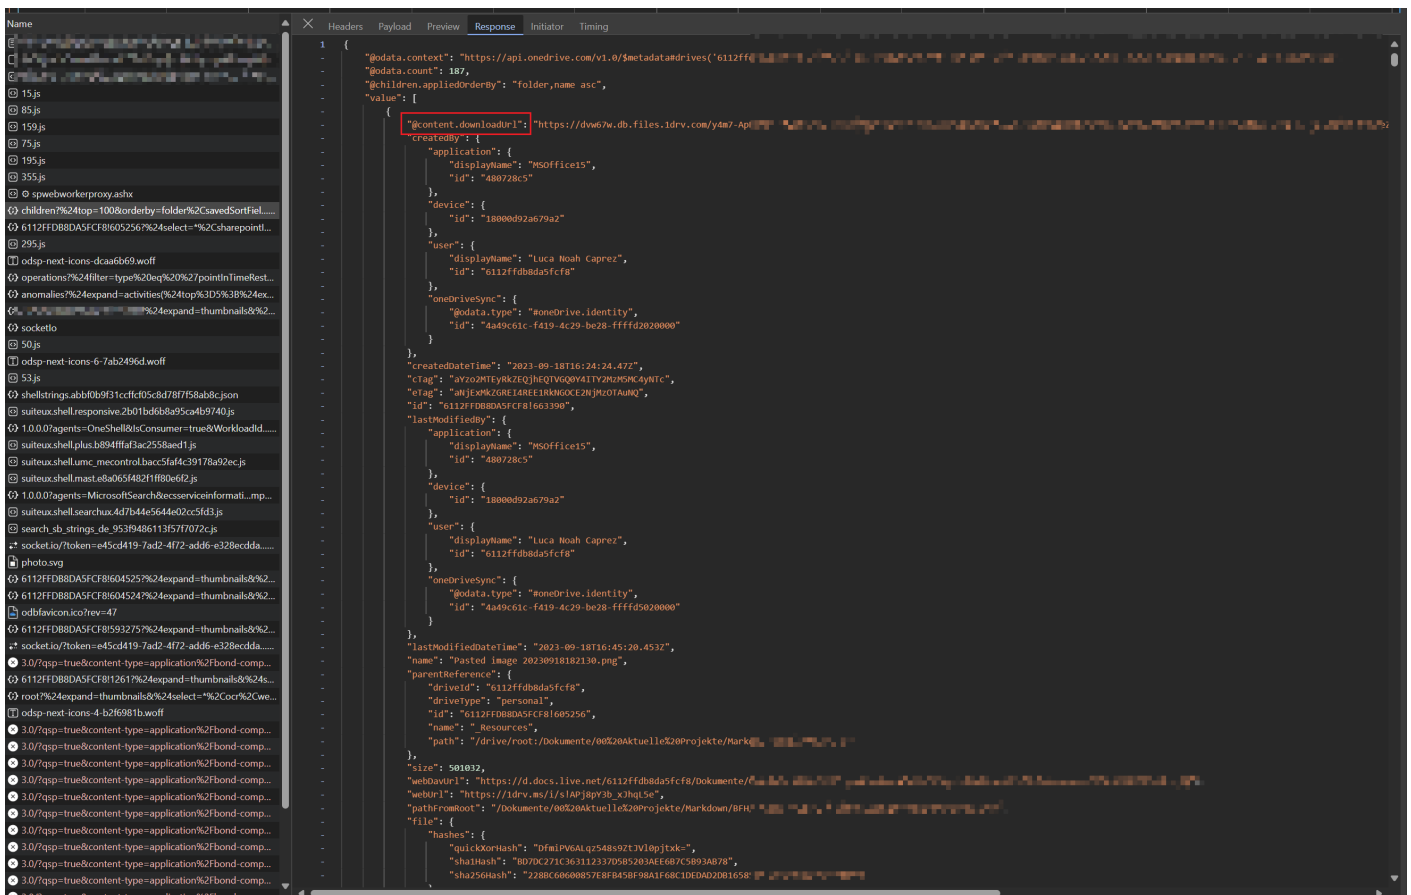 Name
15.js
85.js
159.js
75.js
195.js
355.js
spwebworkerproxy.ashx
children?%24top=100&orderby=folder%2CsavedSortFiel......
6112FFDB8DA5FCF8!605256?%24select=*%2CsharepointI...
295.js
odsp-next-icons-dcaa6b69.woff
operations?%24filter=type%20eq%20%27pointInTimeRest...
anomalies?%24expand=activities(%24top%3D5%3B%24ex...
%24expand=thumbnails&%2...
socketIo
50.js
odsp-next-icons-6-7ab2496d.woff
53.js
shellstrings.abbf0b9f31ccffcf05c8d78f7f58ab8c.json
suiteux.shell.responsive.2b01bd6b8a95ca4b9740.js
1.0.0.0?agents=OneShell&IsConsumer=true&WorkloadId......
suiteux.shell.plus.b894fffaf3ac2558aed1.js
suiteux.shell.umc_mecontrol.bacc5faf4c39178a92ec.js
suiteux.shell.mast.e8a065f482f1ff80e6f2.js
1.0.0.0?agents=MicrosoftSearch&ecsserviceinformati...mp...
suiteux.shell.searchux.4d7b44e5644e02cc5fd3.js
search_sb_strings_de_953f9486113f57f7072c.js
socket.io/?token=e45cd419-7ad2-4f72-add6-e328ecdda......
photo.svg
6112FFDB8DA5FCF8!604525?%24expand=thumbnails&%2...
6112FFDB8DA5FCF8!604524?%24expand=thumbnails&%2...
odbfavicon.ico?rev=47
6112FFDB8DA5FCF8!593275?%24expand=thumbnails&%2...
socket.io/?token=e45cd419-7ad2-4f72-add6-e328ecdda......
3.0/?qsp=true&content-type=application%2Fbond-comp...
6112FFDB8DA5FCF8!1261?%24expand=thumbnails&%24s...
root?%24expand=thumbnails&%24select=*%2Cocr%2Cwe...
odsp-next-icons-4-b2f6981b.woff
3.0/?qsp=true&content-type=application%2Fbond-comp...
3.0/?qsp=true&content-type=application%2Fbond-comp...
3.0/?qsp=true&content-type=application%2Fbond-comp...
3.0/?qsp=true&content-type=application%2Fbond-comp...
3.0/?qsp=true&content-type=application%2Fbond-comp...
3.0/?qsp=true&content-type=application%2Fbond-comp...
3.0/?qsp=true&content-type=application%2Fbond-comp...
3.0/?qsp=true&content-type=application%2Fbond-comp...
3.0/?qsp=true&content-type=application%2Fbond-comp...
3.0/?qsp=true&content-type=application%2Fbond-comp...
Headers Payload Preview Response Initiator Timing
1 {
"@odata.context": "https://api.onedrive.com/v1.0/$metadata#drives('6112ff
"@odata.count": 187,
"@children.appliedOrderBy": "folder,name asc",
"value": [
{
"@content.downloadUrl": "https://dvw67w.db.files.1drv.com/y4m7-Ap
"createdBy": {
"application": {
"displayName": "MSOffice15",
"id": "480728c5"
},
"device": {
"id": "18000d92a679a2"
},
"user": {
"displayName": "Luca Noah Caprez",
"id": "6112ffdb8da5fcf8"
},
"oneDriveSync": {
"@odata.type": "#oneDrive.identity",
"id": "4a49c61c-f419-4c29-be28-ffffd2020000"
}
},
"createdDateTime": "2023-09-18T16:24:24.47Z",
"cTag": "aYzo2MTEyRkZEQjhEQTVGQ0Y4ITY2MzM5MC4yNTc",
"eTag": "aNjExMkZGREI4REE1RkNGOCE2NjMzOTAuNQ",
"id": "6112FFDB8DA5FCF8!663390",
"lastModifiedBy": {
"application": {
"displayName": "MSOffice15",
"id": "480728c5"
},
"device": {
"id": "18000d92a679a2"
},
"user": {
"displayName": "Luca Noah Caprez",
"id": "6112ffdb8da5fcf8"
},
"oneDriveSync": {
"@odata.type": "#oneDrive.identity",
"id": "4a49c61c-f419-4c29-be28-ffffd5020000"
}
},
"lastModifiedDateTime": "2023-09-18T16:45:20.453Z",
"name": "Pasted image 20230918182130.png",
"parentReference": {
"driveId": "6112ffdb8da5fcf8",
"driveType": "personal",
"id": "6112FFDB8DA5FCF8!605256",
"name": "_Resources",
"path": "/drive/root:/Dokumente/00%20Aktuelle%20Projekte/Mark
},
"size": 501032,
"webDavUrl": "https://d.docs.live.net/6112ffdb8da5fcf8/Dokumente/
"webUrl": "https://1drv.ms/i/s!APj8pY3b_xJhqL5e",
"pathFromRoot": "/Dokumente/00%20Aktuelle%20Projekte/Markdown/BFH
"file": {
"hashes": {
"quickXorHash": "DfmiPV6ALqz548s9ZtJVl0pjtxk=",
"sha1Hash": "BD7DC271C363112337D5B5203AEE6B7C5B93AB78",
"sha256Hash": "228BC60600857E8FB45BF98A1F68C1DEDAD2DB1658